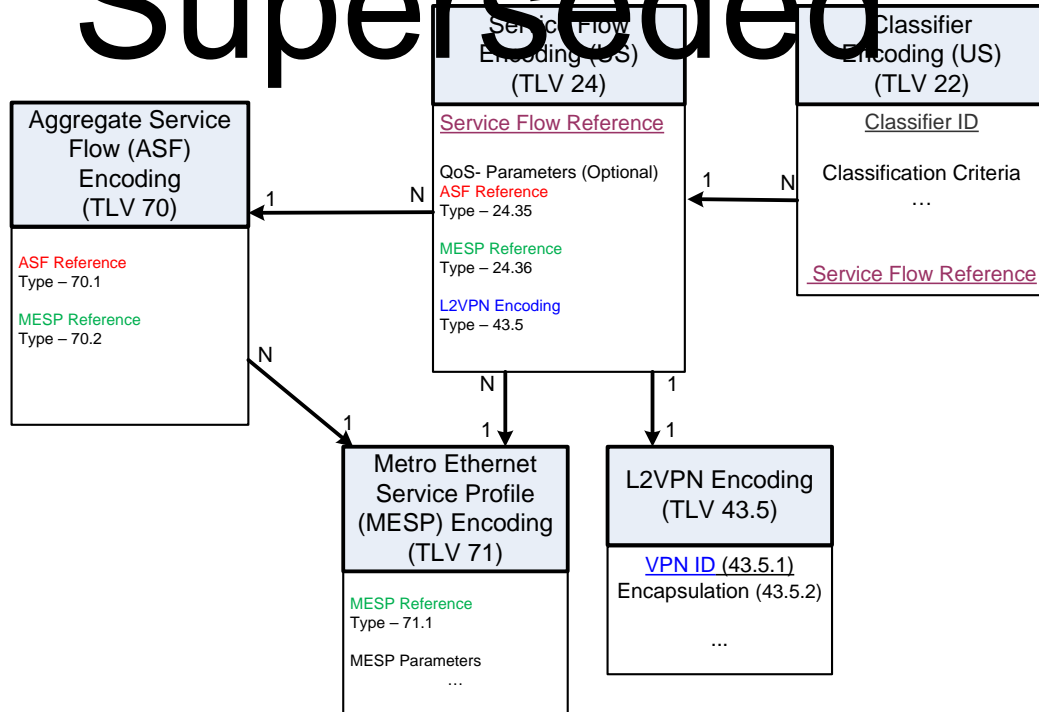 Superseded
Service Flow
Encoding (US)
(TLV 24)
Service Flow Reference
QoS- Parameters (Optional)
ASF Reference
Type – 24.35
MESP Reference
Type – 24.36
L2VPN Encoding
Type – 43.5
Classifier
Encoding (US)
(TLV 22)
Classifier ID
Classification Criteria
…
Service Flow Reference
Aggregate Service
Flow (ASF)
Encoding
(TLV 70)
ASF Reference
Type – 70.1
MESP Reference
Type – 70.2
1
N
1
N
N
1
N
1
1
1
Metro Ethernet
Service Profile
(MESP) Encoding
(TLV 71)
MESP Reference
Type – 71.1
MESP Parameters
…
L2VPN Encoding
(TLV 43.5)
VPN ID (43.5.1)
Encapsulation (43.5.2)
...